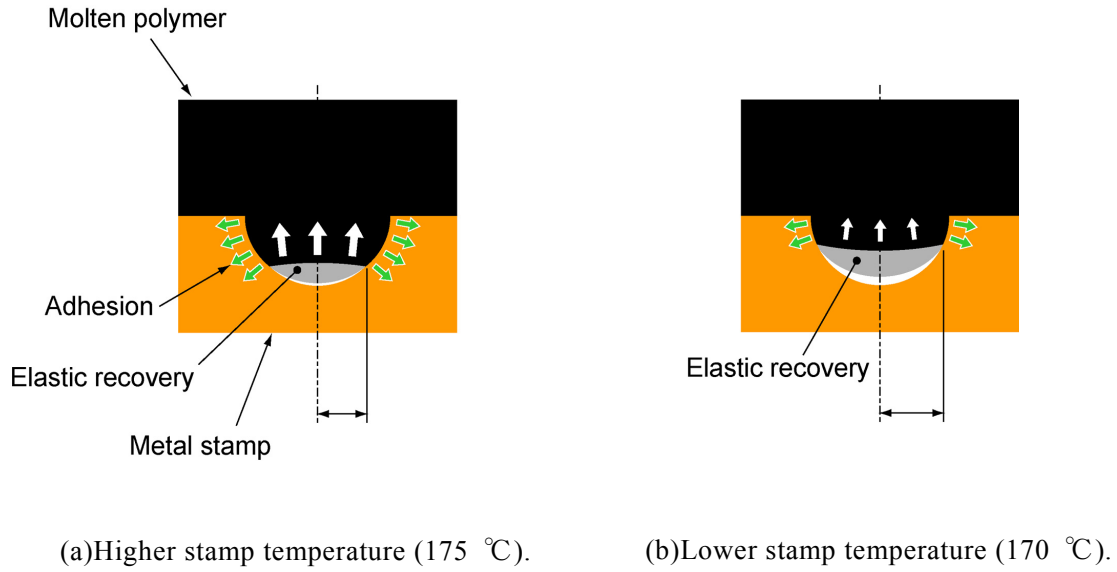 Molten polymer
Adhesion
Elastic recovery
Metal stamp
Elastic recovery
(a)Higher stamp temperature (175 ℃).
(b)Lower stamp temperature (170 ℃).